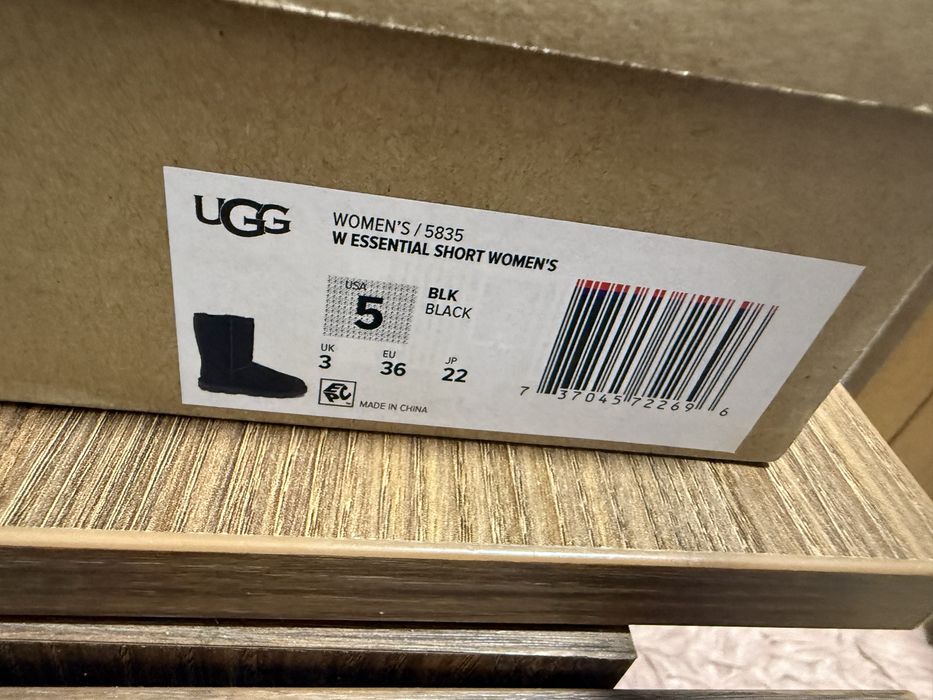 UGG
WOMEN'S / 5835
W ESSENTIAL SHORT WOMEN'S
USA
5
BLK
BLACK
UK
3
EU
36
JP
22
MADE IN CHINA
7 37045 72269 6